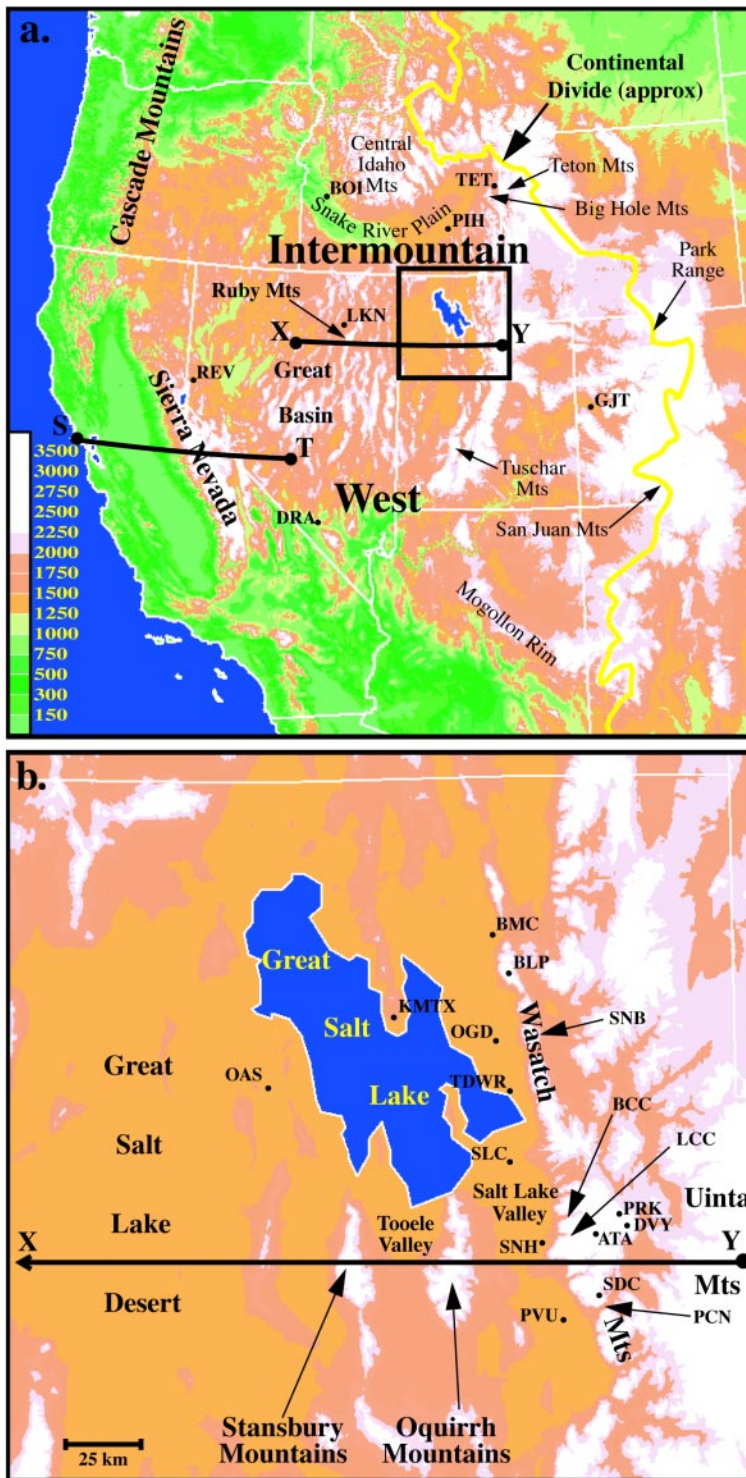 a.
Cascade Mountains
Continental
Divide (approx)
Central
Idaho
Mts
BOI
TET
Teton Mts
Big Hole Mts
Snake River Plain
PIH
Intermountain
Park
Range
Ruby Mts
LKN
X
Y
Great
REV
GJT
Sierra Nevada
Basin
S
T
Tuschar
Mts
West
DRA
San Juan Mts
Mogollon Rim
3500
3000
2750
2500
2250
2000
1750
1500
1250
1000
750
500
300
150
b.
BMC
BLP
Great
KMTX
SNB
Salt
OGD
Wasatch
Great
OAS
Lake
TDWR
BCC
Salt
SLC
LCC
Salt Lake
Valley
Uinta
PRK
DVY
Lake
Tooele
Valley
SNH
ATA
X
Y
Mts
Desert
SDC
PVU
PCN
Mts
Stansbury
Mountains
Oquirrh
Mountains
25 km